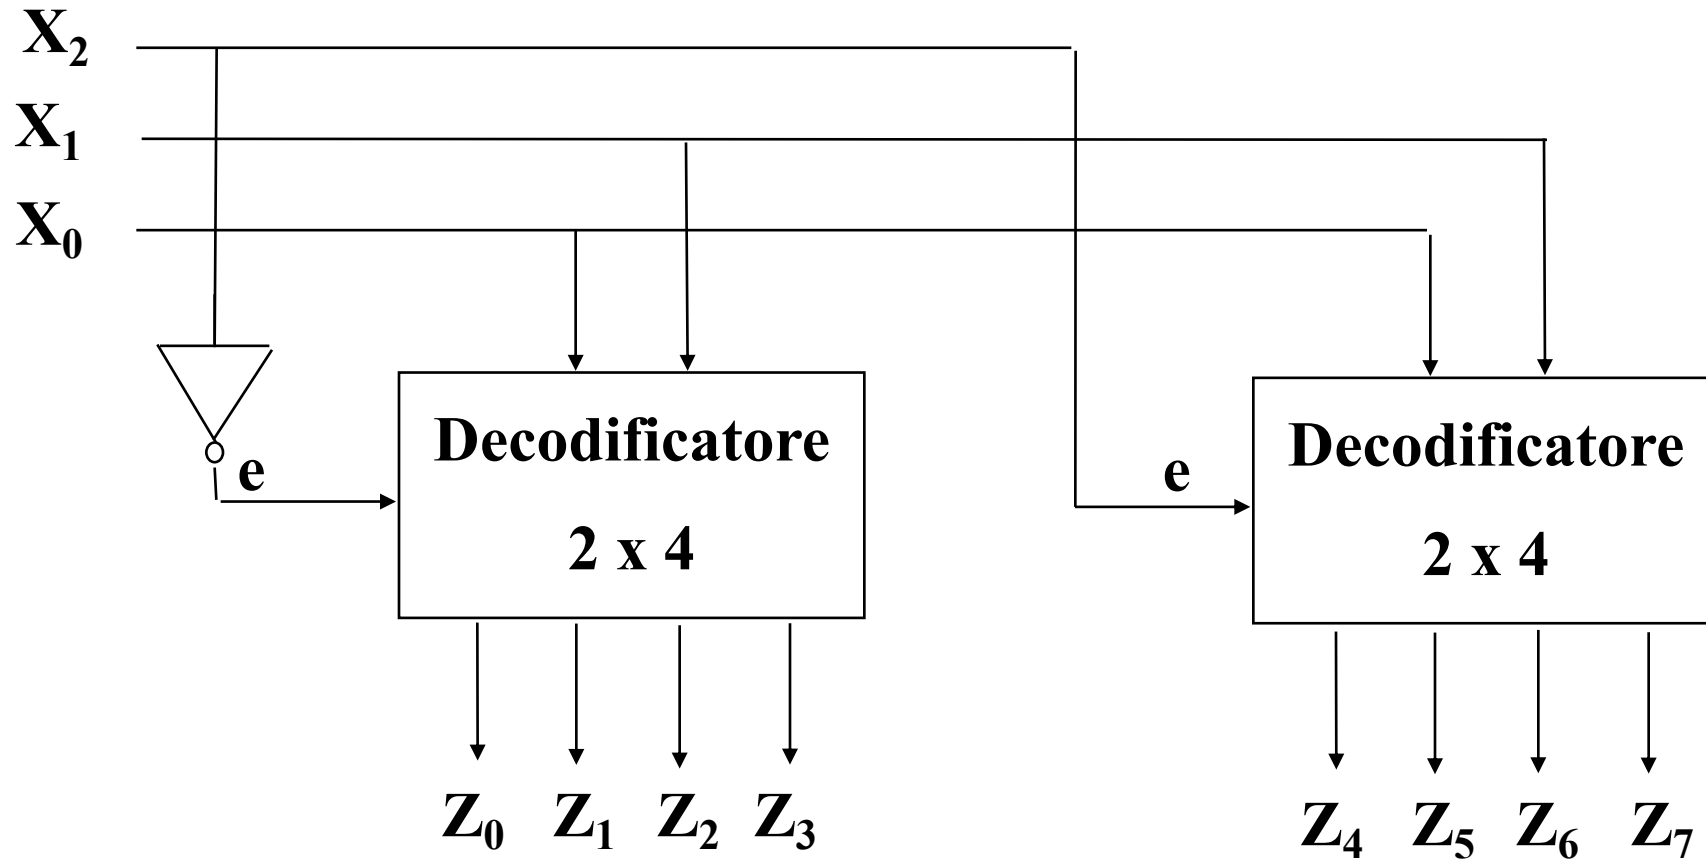 X₂
X₁
X₀
e
Decodificatore
2 x 4
e
Decodificatore
2 x 4
Z₀ Z₁ Z₂ Z₃
Z₄ Z₅ Z₆ Z₇